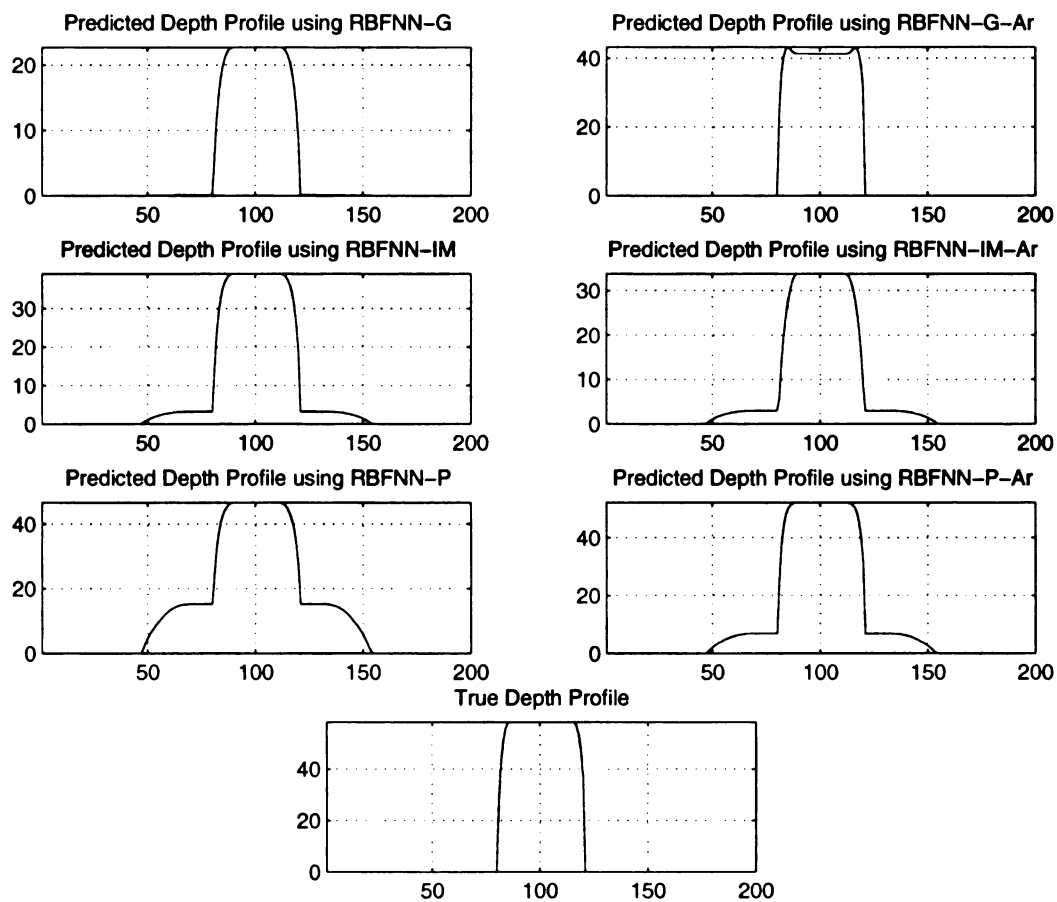 Predicted Depth Profile using RBFNN-G
20
10
0
50 100 150 200
Predicted Depth Profile using RBFNN-G-Ar
40
20
0
50 100 150 200
Predicted Depth Profile using RBFNN-IM
30
20
10
0
50 100 150 200
Predicted Depth Profile using RBFNN-IM-Ar
30
20
10
0
50 100 150 200
Predicted Depth Profile using RBFNN-P
40
20
0
50 100 150 200
Predicted Depth Profile using RBFNN-P-Ar
40
20
0
50 100 150 200
True Depth Profile
40
20
0
50 100 150 200